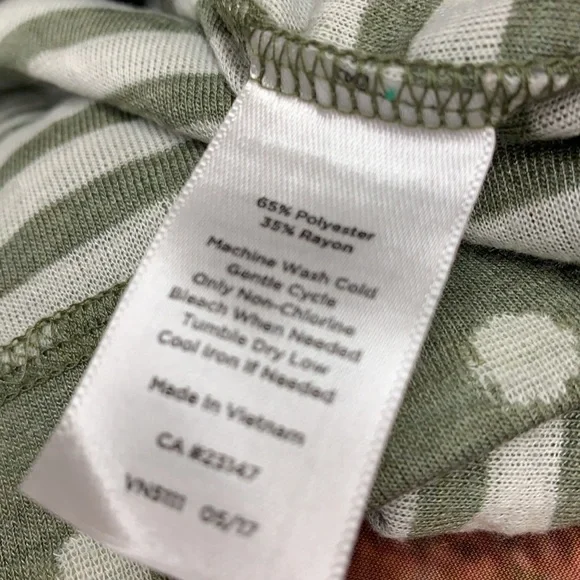 65% Polyester
35% Rayon
Machine Wash Cold
Gentle Cycle
Only Non-Chlorine
Bleach When Needed
Tumble Dry Low
Cool Iron If Needed
Made In Vietnam
CA #23147
VN5111 05/17